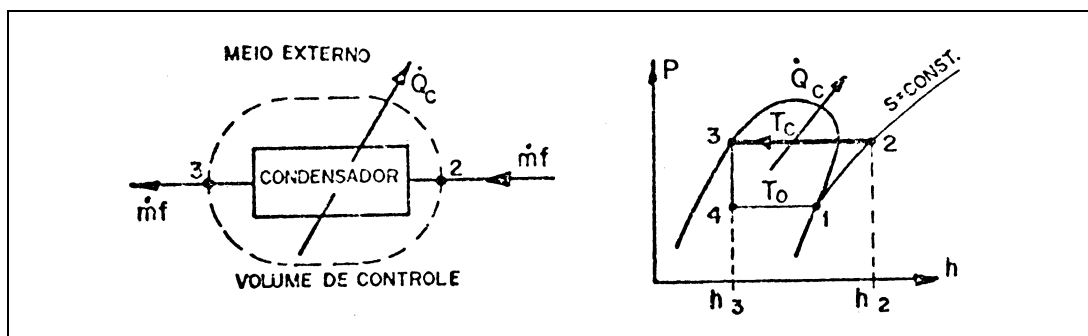 MEIO EXTERNO
Q̇c
3
CONDENSADOR
2
ṁf
ṁf
VOLUME DE CONTROLE
P
Q̇c
S=CONST.
3
Tc
2
To
4
1
h
h3
h2